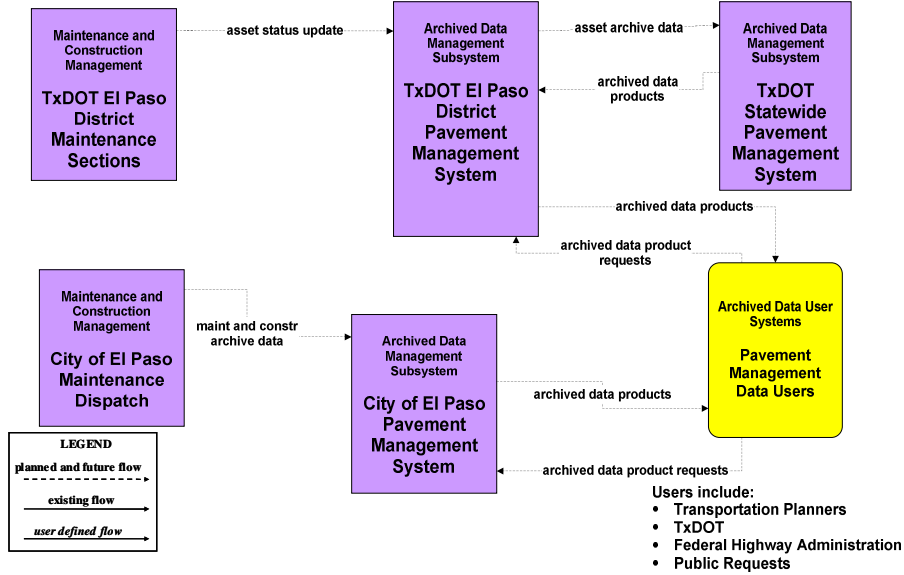 Maintenance and
Construction
Management
TxDOT El Paso
District
Maintenance
Sections
asset status update
Archived Data
Management
Subsystem
TxDOT El Paso
District
Pavement
Management
System
asset archive data
archived data
products
Archived Data
Management
Subsystem
TxDOT
Statewide
Pavement
Management
System
archived data products
archived data product
requests
Maintenance and
Construction
Management
City of El Paso
Maintenance
Dispatch
maint and constr
archive data
Archived Data
Management
Subsystem
City of El Paso
Pavement
Management
System
archived data products
archived data product requests
Archived Data User
Systems
Pavement
Management
Data Users
LEGEND
planned and future flow
existing flow
user defined flow
Users include:
• Transportation Planners
• TxDOT
• Federal Highway Administration
• Public Requests